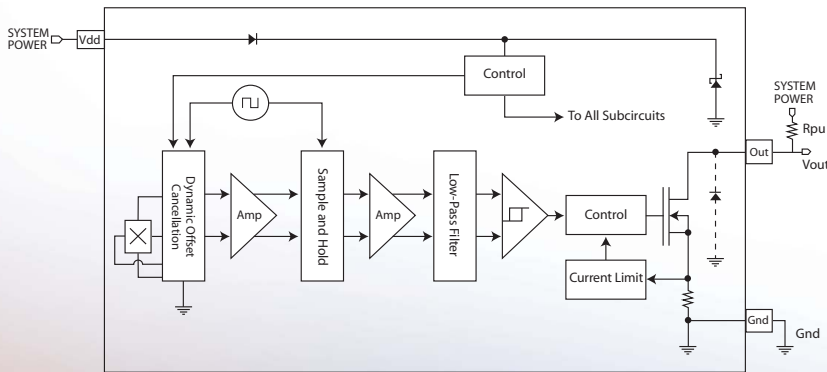 SYSTEM
POWER
Vdd
Control
To All Subcircuits
SYSTEM
POWER
Rpu
Out
Vout
Dynamic Offset
Cancellation
Amp
Sample and Hold
Amp
Low-Pass Filter
Control
Current Limit
Gnd
Gnd